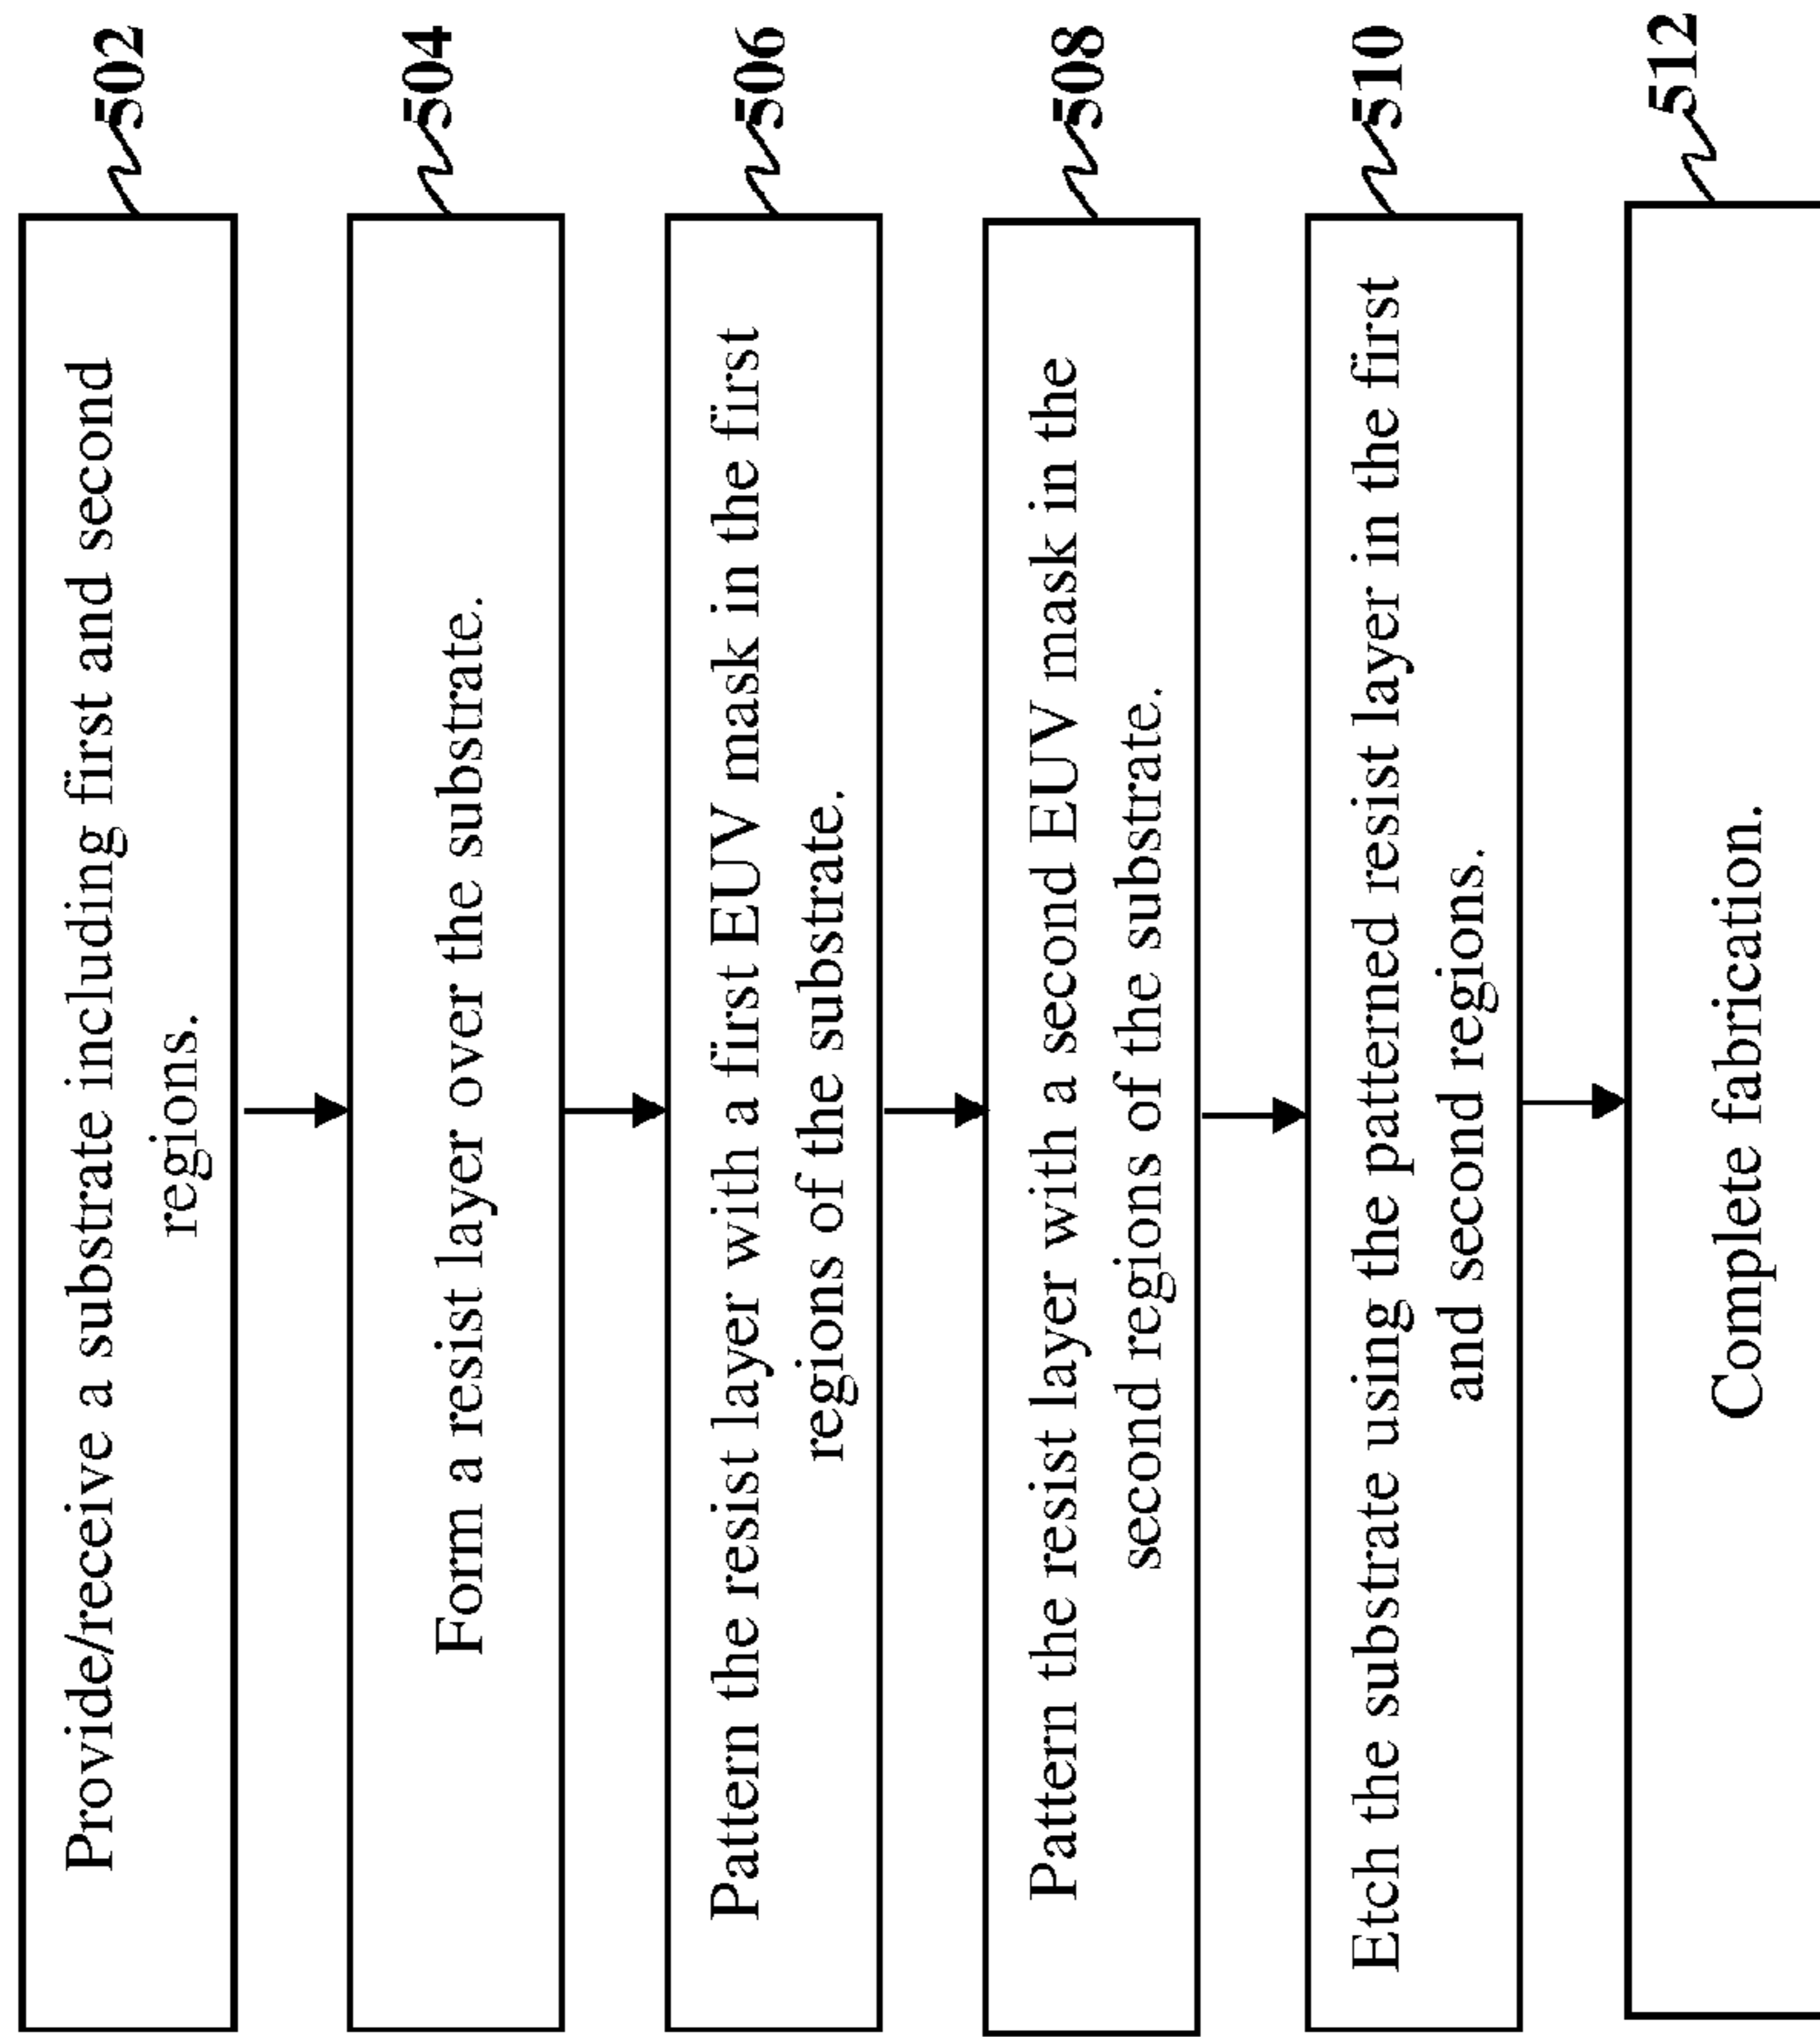 Provide/receive a substrate including first and second
regions.
502
Form a resist layer over the substrate.
504
Pattern the resist layer with a first EUV mask in the first
regions of the substrate.
506
Pattern the resist layer with a second EUV mask in the
second regions of the substrate.
508
Etch the substrate using the patterned resist layer in the first
and second regions.
510
Complete fabrication.
512